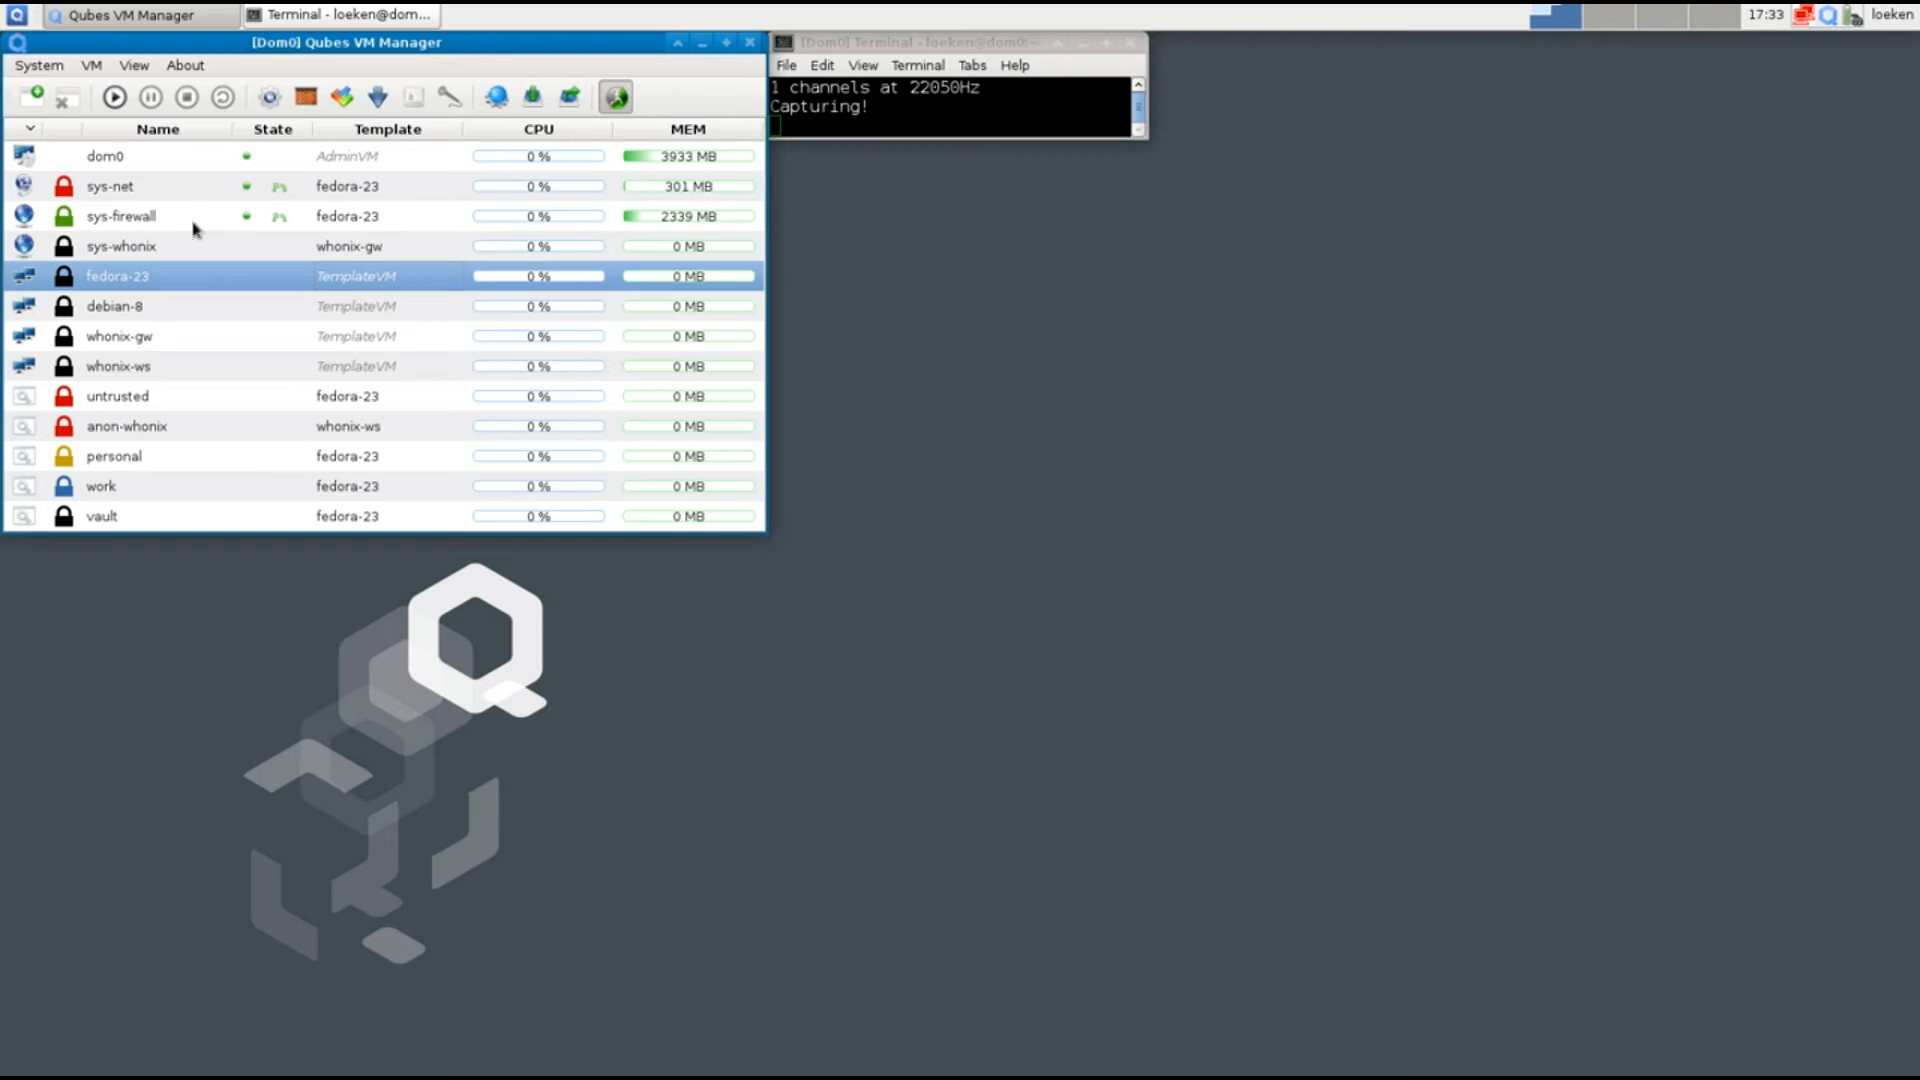 Qubes VM Manager
Terminal - loeken@dom...
17:33
loeken
[Dom0] Qubes VM Manager
System VM View About
Name State Template CPU MEM
dom0 AdminVM 0 % 3933 MB
sys-net fedora-23 0 % 301 MB
sys-firewall fedora-23 0 % 2339 MB
sys-whonix whonix-gw 0 % 0 MB
fedora-23 TemplateVM 0 % 0 MB
debian-8 TemplateVM 0 % 0 MB
whonix-gw TemplateVM 0 % 0 MB
whonix-ws TemplateVM 0 % 0 MB
untrusted fedora-23 0 % 0 MB
anon-whonix whonix-ws 0 % 0 MB
personal fedora-23 0 % 0 MB
work fedora-23 0 % 0 MB
vault fedora-23 0 % 0 MB
[Dom0] Terminal - loeken@dom0:~
File Edit View Terminal Tabs Help
1 channels at 22050Hz
Capturing!